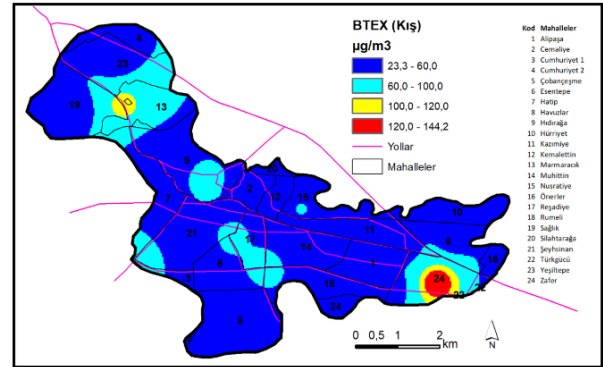 BTEX (Kış)
µg/m3
23,3 - 60,0
60,0 - 100,0
100,0 - 120,0
120,0 - 144,2
Yollar
Mahalleler
Kod Mahalleler
1 Alipaşa
2 Cemaliye
3 Cumhuriyet 1
4 Cumhuriyet 2
5 Çobançeşme
6 Esentepe
7 Hatip
8 Havuzlar
9 Hıdırağa
10 Hürriyet
11 Kazımiye
12 Kemalettin
13 Marmaracık
14 Muhittin
15 Nusratiye
16 Önerler
17 Reşadiye
18 Rumeli
19 Sağlık
20 Silahtarağa
21 Şeyhsinan
22 Türkgücü
23 Yeşiltepe
24 Zafer
4
23
19
13
9
20
2
12
15
7
10
21
17
11
6
14
5
1
16
5
18
24
24
22
22
8
0 0,5 1 2
km
N